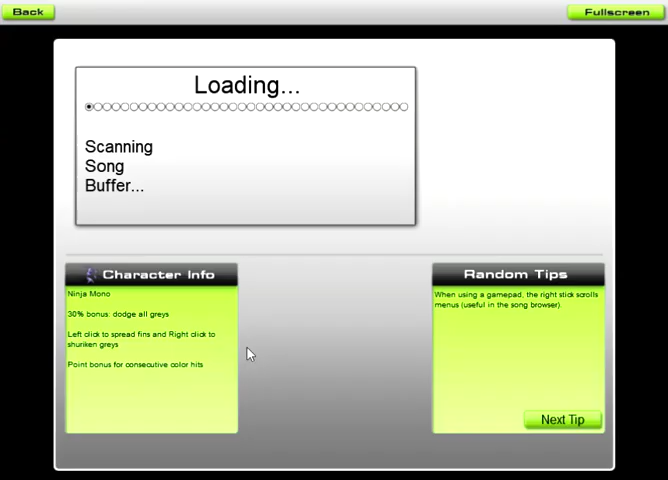 Back
Fullscreen
Loading...
Scanning
Song
Buffer...
Character Info
Ninja Mono
30% bonus: dodge all greys
Left click to spread fins and Right click to
shuriken greys
Point bonus for consecutive color hits
Random Tips
When using a gamepad, the right stick scrolls
menus (useful in the song browser).
Next Tip